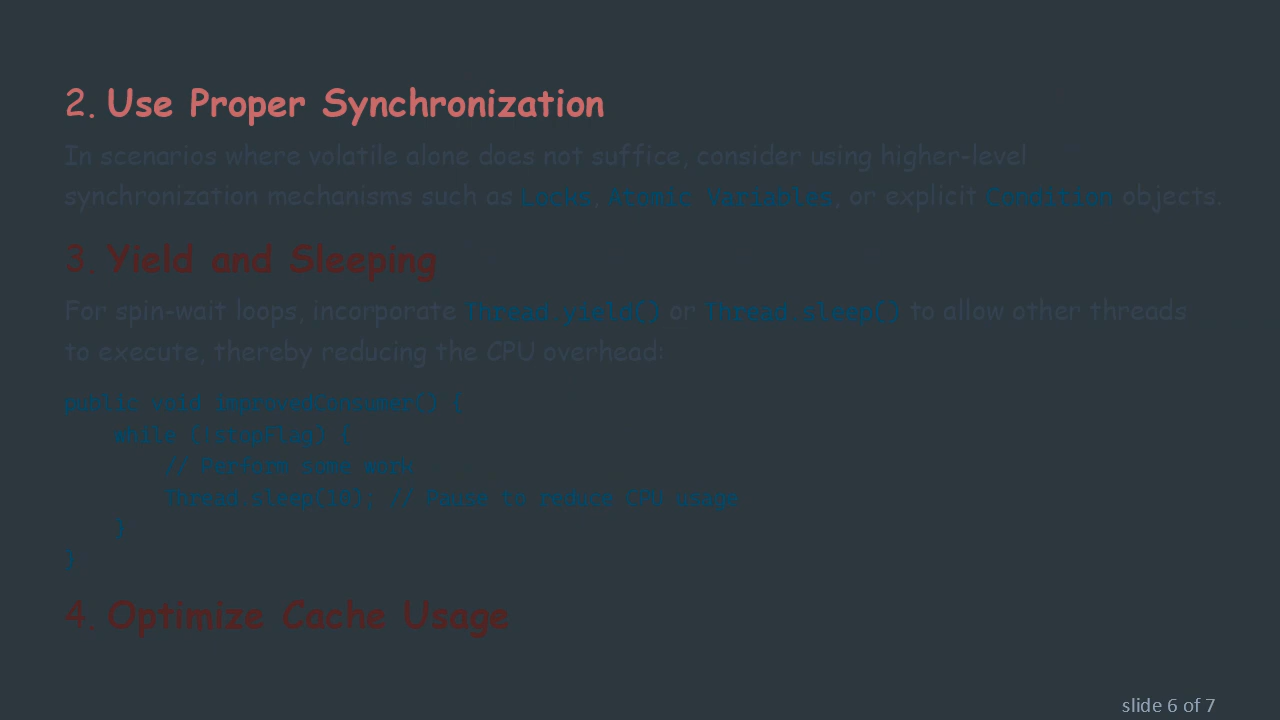 2. Use Proper Synchronization
In scenarios where volatile alone does not suffice, consider using higher-level
synchronization mechanisms such as Locks, Atomic Variables, or explicit Condition objects.
3. Yield and Sleeping
For spin-wait loops, incorporate Thread.yield() or Thread.sleep() to allow other threads
to execute, thereby reducing the CPU overhead:
public void improvedConsumer() {
    while (!stopFlag) {
        // Perform some work
        Thread.sleep(10); // Pause to reduce CPU usage
    }
}
4. Optimize Cache Usage
slide 6 of 7